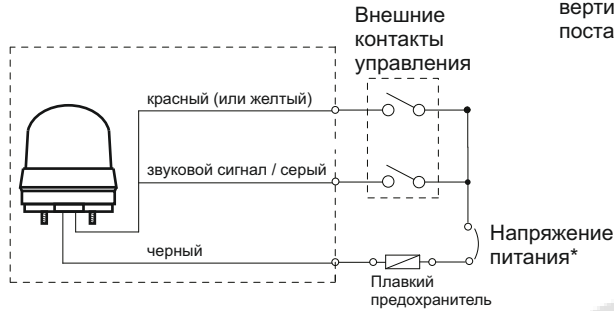 Внешние
контакты
управления
верти
поста
красный (или желтый)
звуковой сигнал / серый
черный
Напряжение
питания*
Плавкий
предохранитель